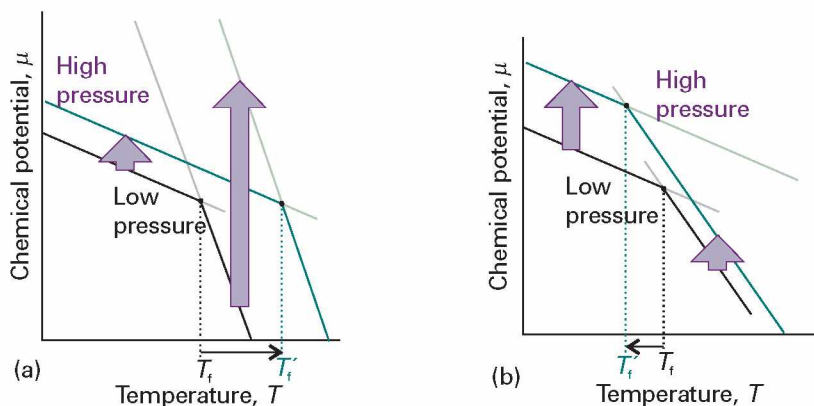 Chemical potential, μ
High
pressure
Low
pressure
T_f
T_f′
(a)
Temperature, T
Chemical potential, μ
High
pressure
Low
pressure
T_f′
T_f
(b)
Temperature, T